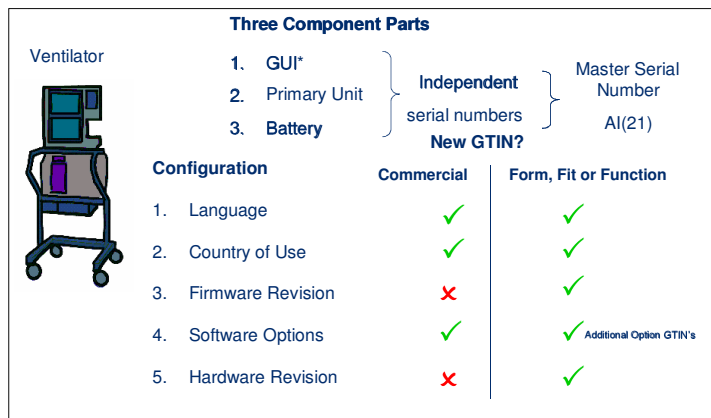 Three Component Parts
Ventilator
1. GUI*
2. Primary Unit
3. Battery
Independent
serial numbers
New GTIN?
Master Serial
Number
AI(21)
Configuration Commercial Form, Fit or Function
1. Language
2. Country of Use
3. Firmware Revision
4. Software Options Additional Option GTIN's
5. Hardware Revision